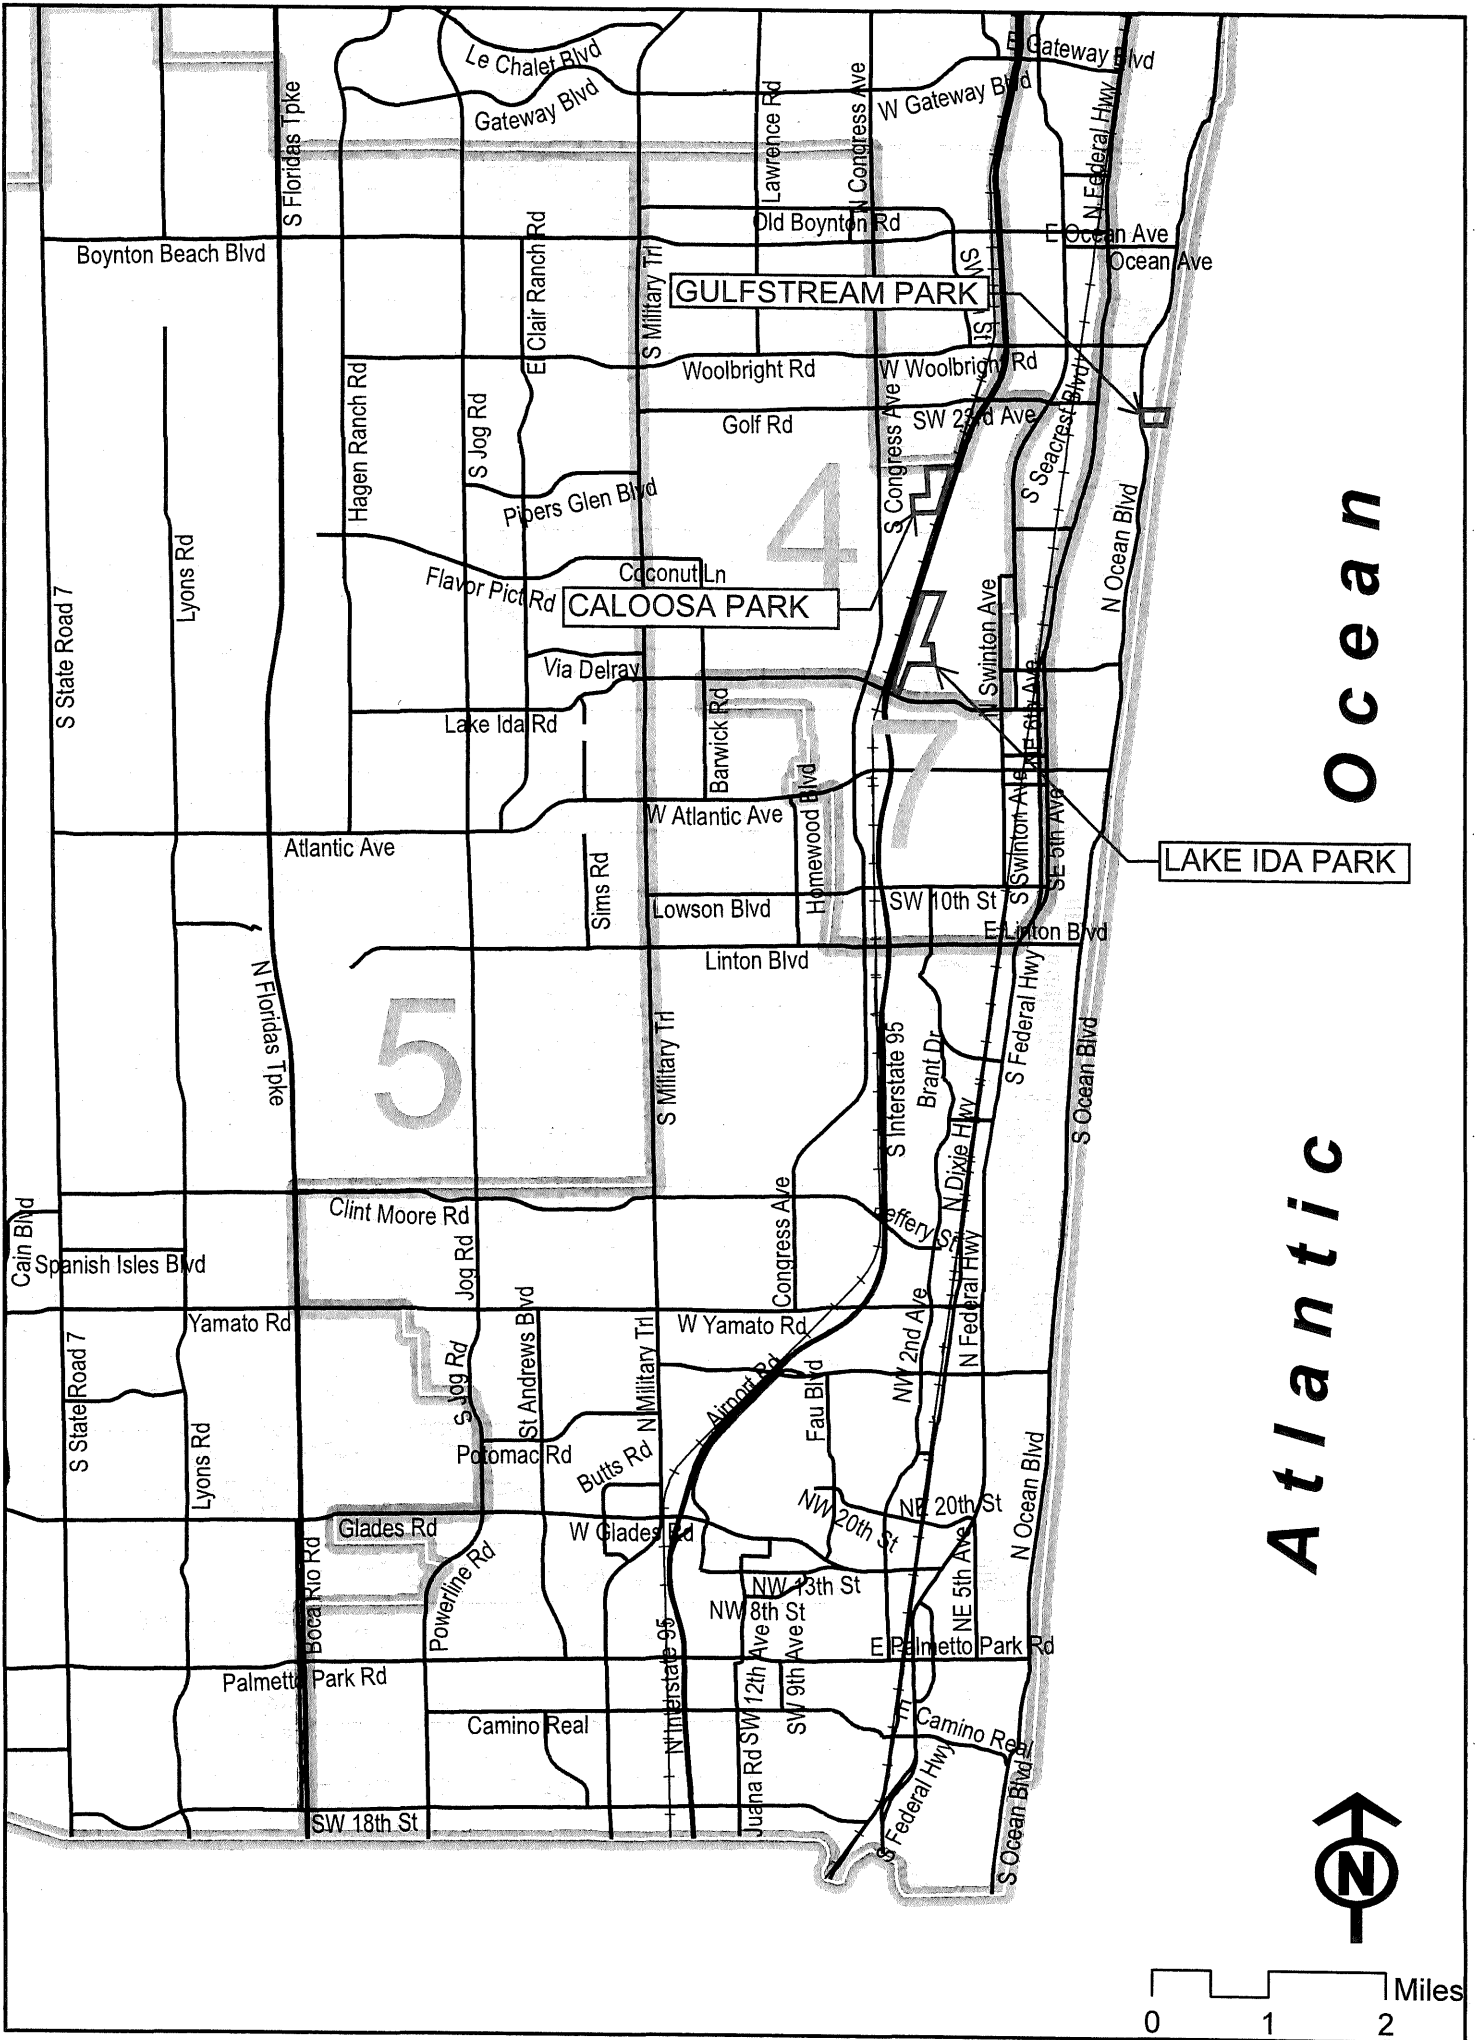 Le Chalet Blvd
Gateway Blvd
E Gateway Blvd
W Gateway Blvd
S Floridas Tpke
Lawrence Rd
N Congress Ave
N Federal Hwy
Old Boynton Rd
E Ocean Ave
Ocean Ave
Boynton Beach Blvd
E Clair Ranch Rd
S Military Trl
GULFSTREAM PARK
Woolbright Rd
W Woolbright Rd
Hagen Ranch Rd
S Jog Rd
Golf Rd
S Congress Ave
SW 23rd Ave
S Seacrest Blvd
Pipers Glen Blvd
4
N Ocean Blvd
Lyons Rd
Flavor Pict Rd
Coconut Ln
CALOOSA PARK
S State Road 7
N Swinton Ave
Via Delray
Lake Ida Rd
Barwick Rd
NE 6th Ave
7
Homewood Blvd
W Atlantic Ave
Atlantic Ave
S Swinton Ave
SE 5th Ave
LAKE IDA PARK
Sims Rd
Lowson Blvd
SW 10th St
E Linton Blvd
Linton Blvd
N Floridas Tpke
5
S Military Trl
S Interstate 95
Brant Dr
S Federal Hwy
S Ocean Blvd
N Dixie Hwy
Atlantic Ocean
Clint Moore Rd
Cain Blvd
Spanish Isles Blvd
Jog Rd
Congress Ave
Jeffery St
N Federal Hwy
Yamato Rd
W Yamato Rd
St Andrews Blvd
N Military Trl
NW 2nd Ave
S State Road 7
S Jog Rd
Airport Rd
Fau Blvd
Lyons Rd
Potomac Rd
Butts Rd
N Ocean Blvd
NW 20th St
NE 20th St
Glades Rd
W Glades Rd
Boca Rio Rd
Powerline Rd
NW 13th St
NW 8th St
NE 5th Ave
N Interstate 95
SW 12th Ave
SW 9th Ave
E Palmetto Park Rd
Palmetto Park Rd
Camino Real
Camino Real
Juana Rd
S Federal Hwy
S Ocean Blvd
SW 18th St
N
Miles
0 1 2